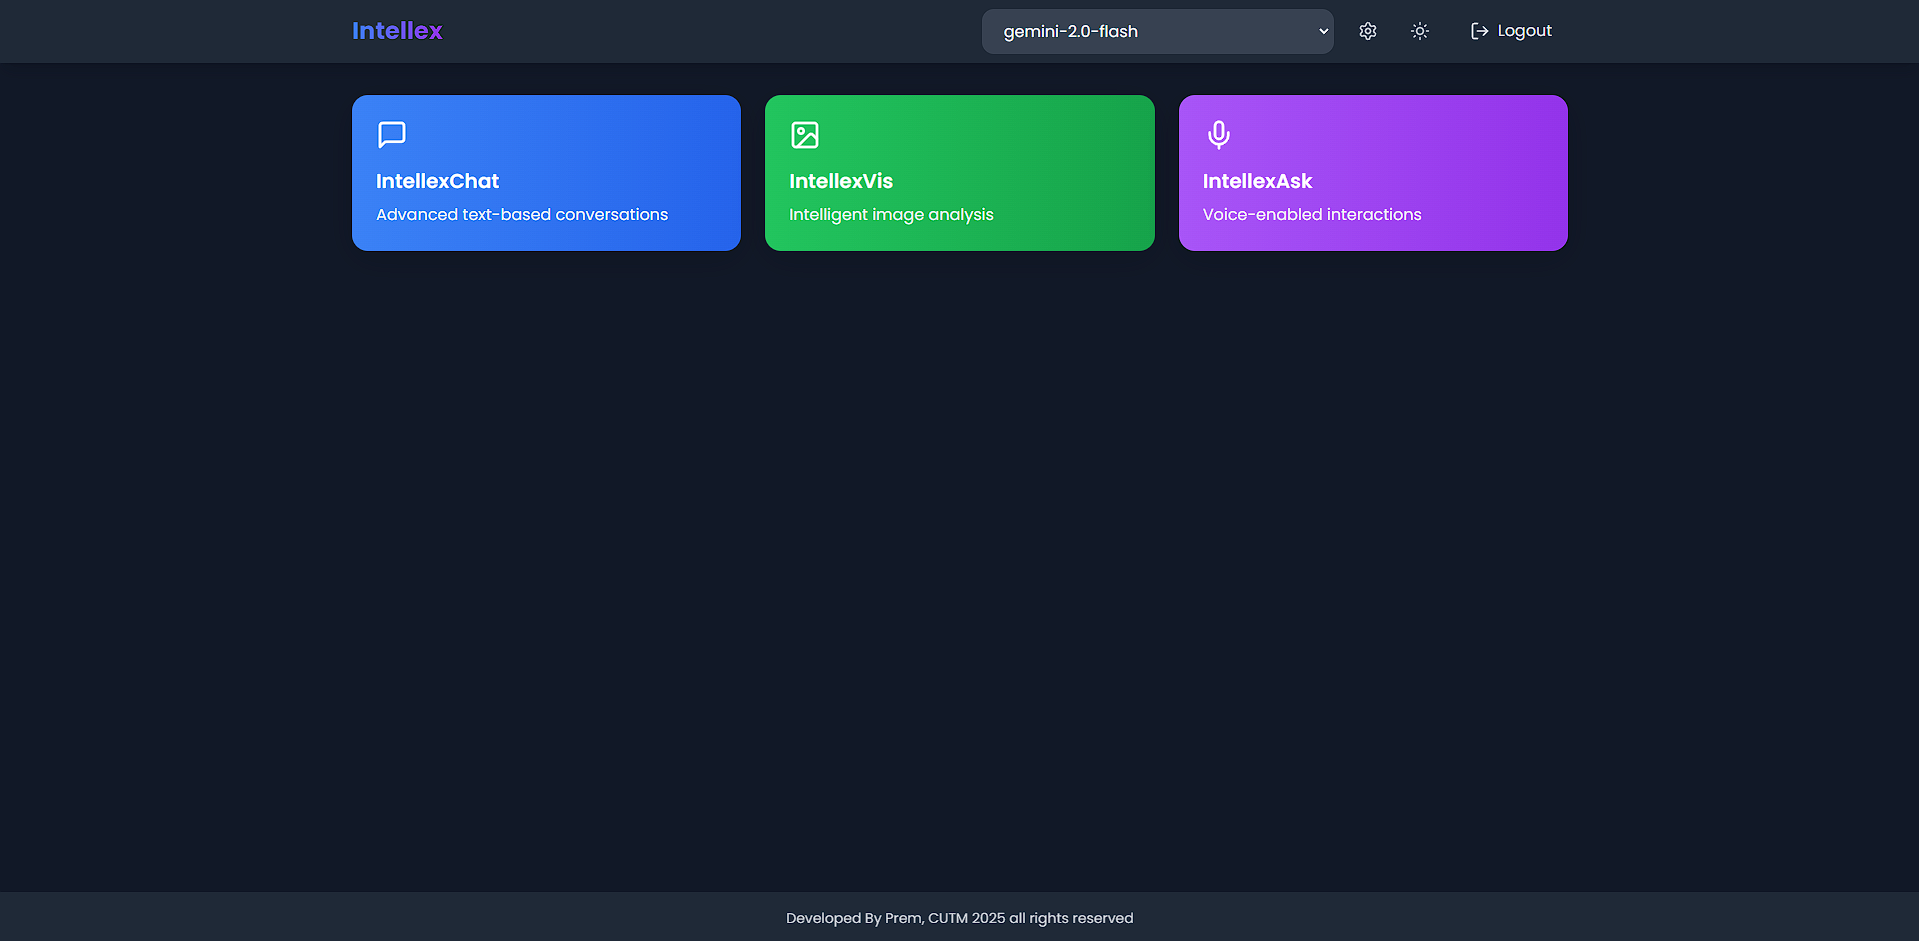 Intellex
gemini-2.0-flash
Logout
IntellexChat
Advanced text-based conversations
IntellexVis
Intelligent image analysis
IntellexAsk
Voice-enabled interactions
Developed By Prem, CUTM 2025 all rights reserved